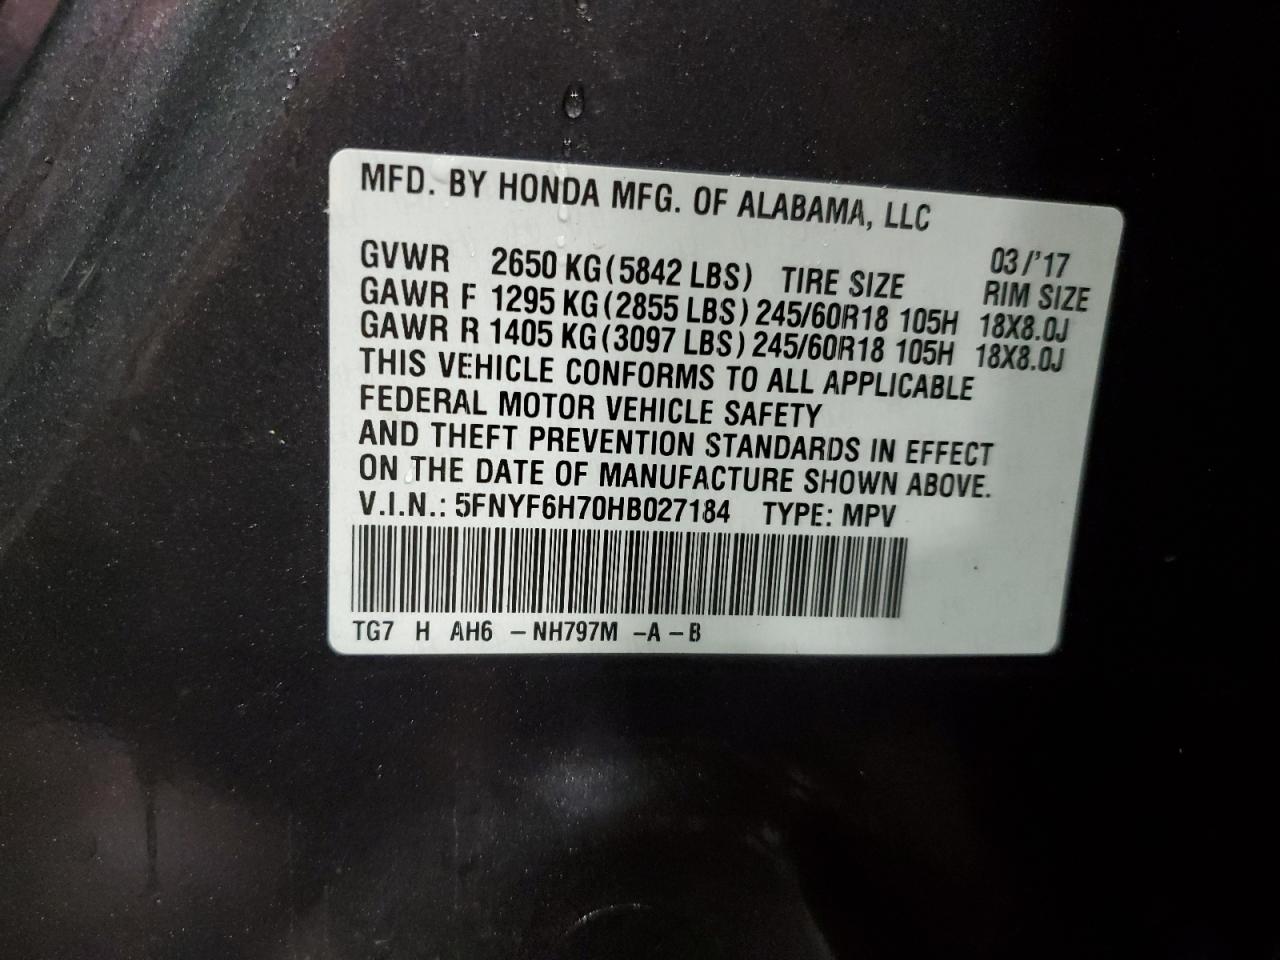 MFD. BY HONDA MFG. OF ALABAMA, LLC
03/'17
GVWR 2650 KG(5842 LBS) TIRE SIZE RIM SIZE
GAWR F 1295 KG(2855 LBS) 245/60R18 105H 18X8.0J
GAWR R 1405 KG(3097 LBS) 245/60R18 105H 18X8.0J
THIS VEHICLE CONFORMS TO ALL APPLICABLE
FEDERAL MOTOR VEHICLE SAFETY
AND THEFT PREVENTION STANDARDS IN EFFECT
ON THE DATE OF MANUFACTURE SHOWN ABOVE.
V.I.N.: 5FNYF6H70HB027184 TYPE: MPV
TG7 H AH6 -NH797M -A-B